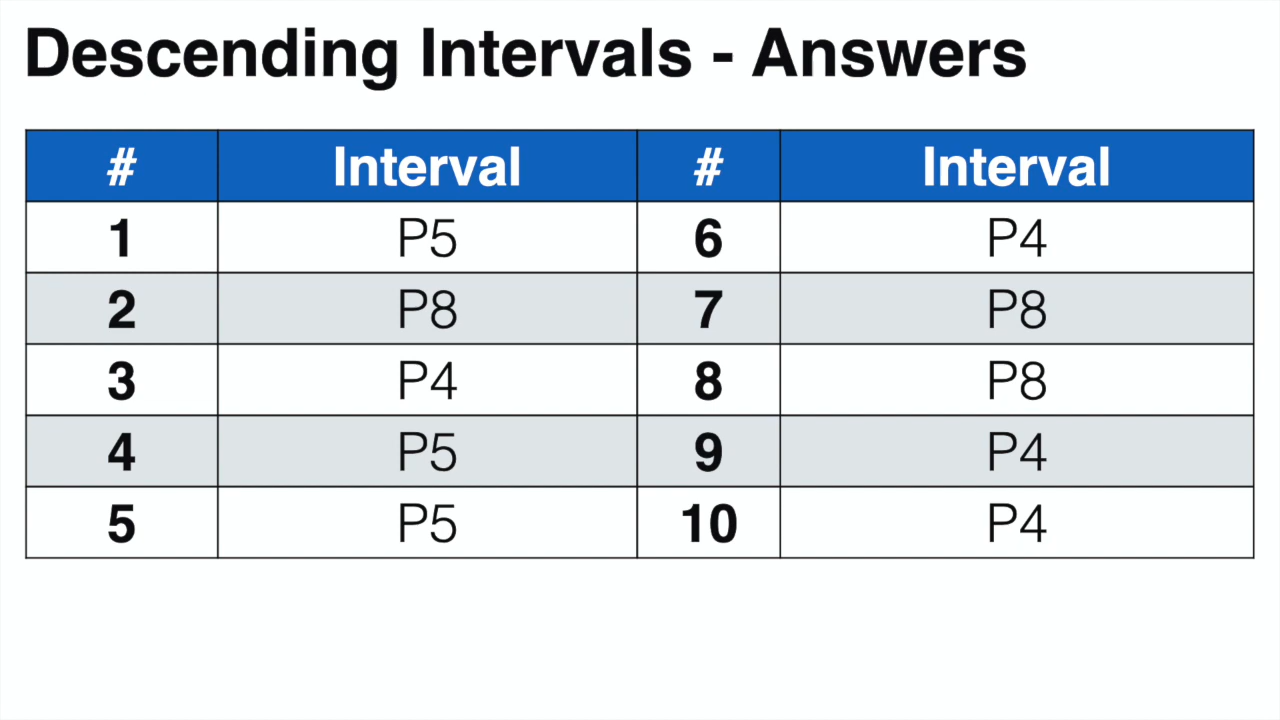 Descending Intervals - Answers
# Interval # Interval
1 P5 6 P4
2 P8 7 P8
3 P4 8 P8
4 P5 9 P4
5 P5 10 P4